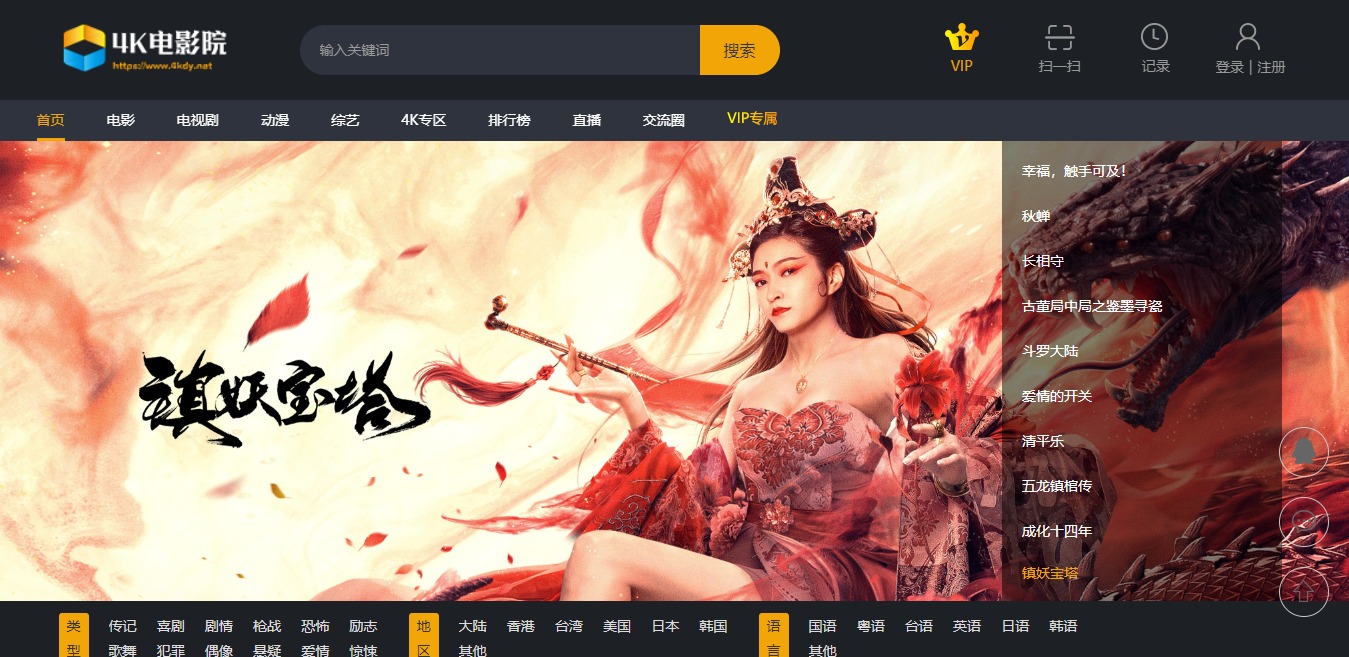 4K电影院
https://www.4kdy.net
输入关键词
搜索
VIP
扫一扫
记录
登录 | 注册
首页 电影 电视剧 动漫 综艺 4K专区 排行榜 直播 交流圈 VIP专属
镇妖宝塔
幸福，触手可及！
秋蝉
长相守
古董局中局之鉴墨寻瓷
斗罗大陆
爱情的开关
清平乐
五龙镇棺传
成化十四年
镇妖宝塔
类型
传记 喜剧 剧情 枪战 恐怖 励志
歌舞 犯罪 偶像 悬疑 爱情 惊悚
地区
大陆 香港 台湾 美国 日本 韩国
其他
语言
国语 粤语 台语 英语 日语 韩语
其他